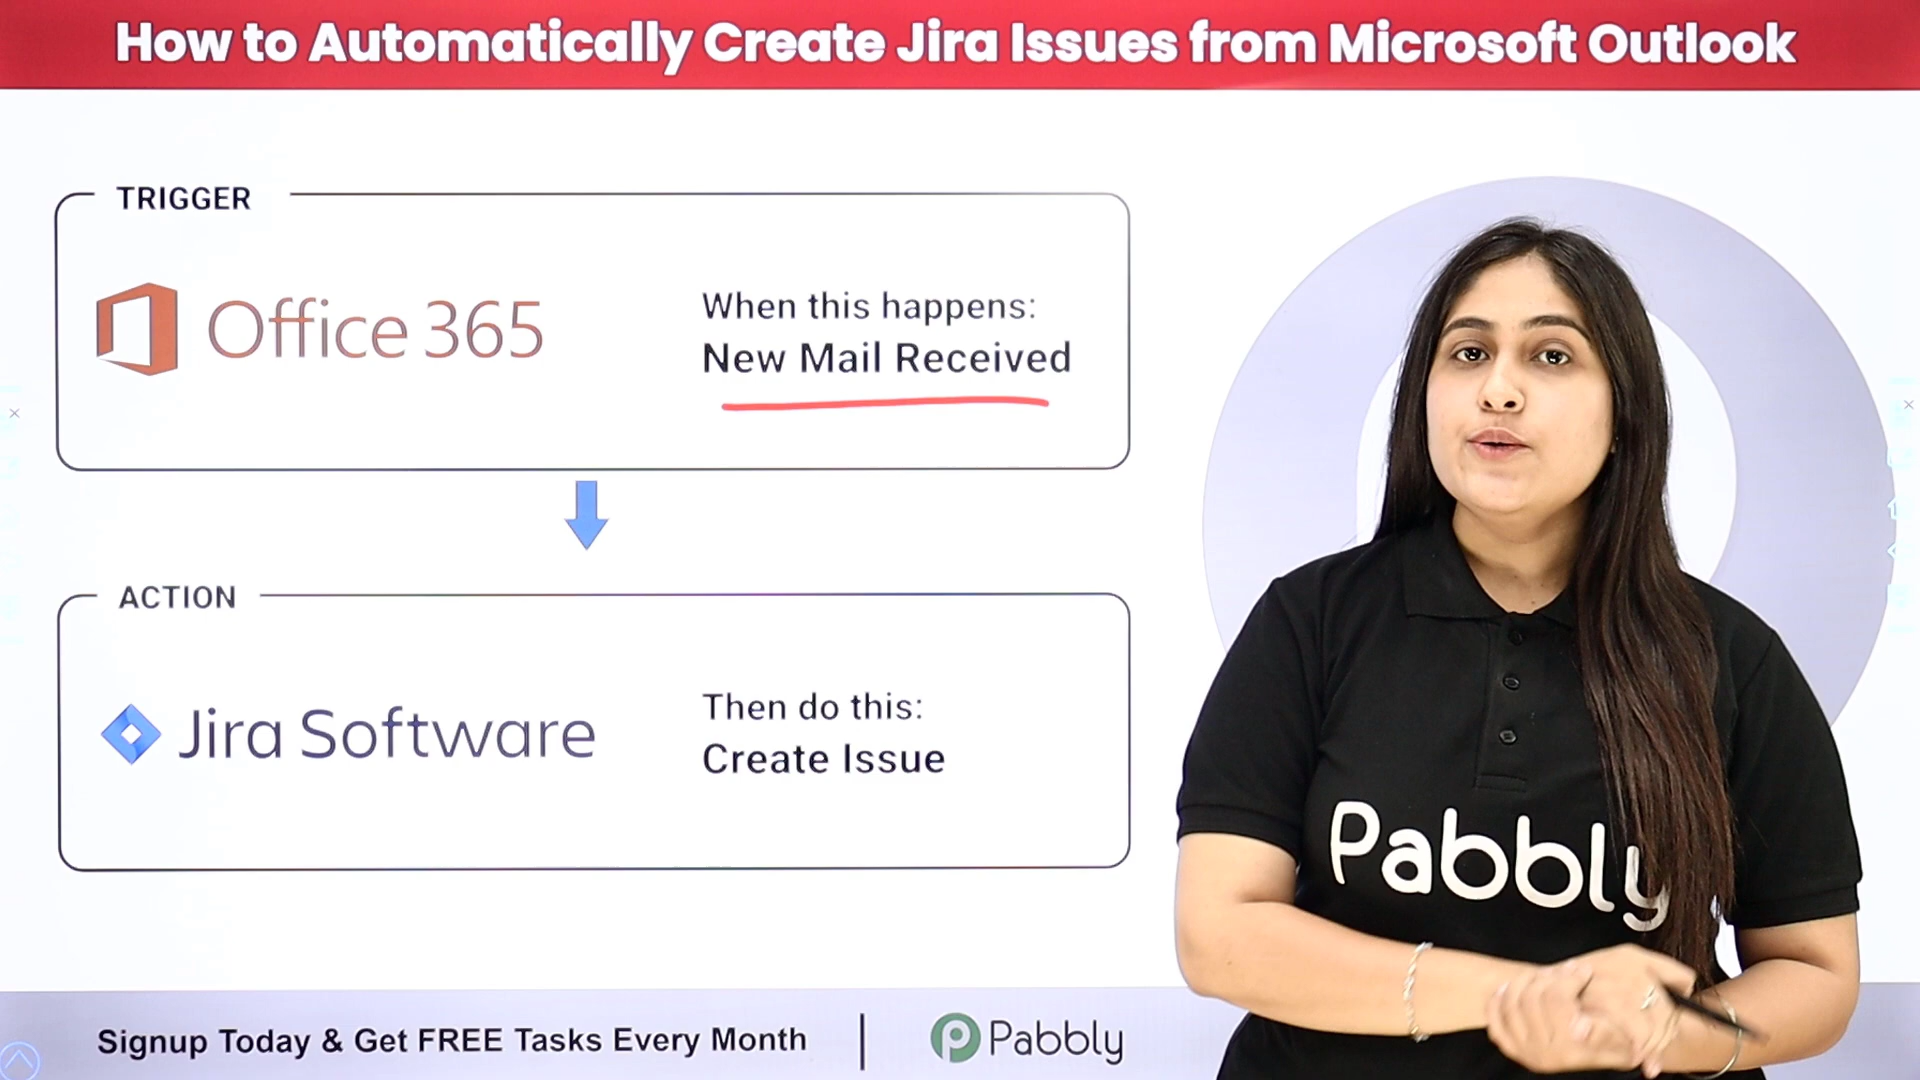 How to Automatically Create Jira Issues from Microsoft Outlook
TRIGGER
Office 365
When this happens:
New Mail Received
ACTION
Jira Software
Then do this:
Create Issue
Pabbly
Signup Today & Get FREE Tasks Every Month
Pabbly